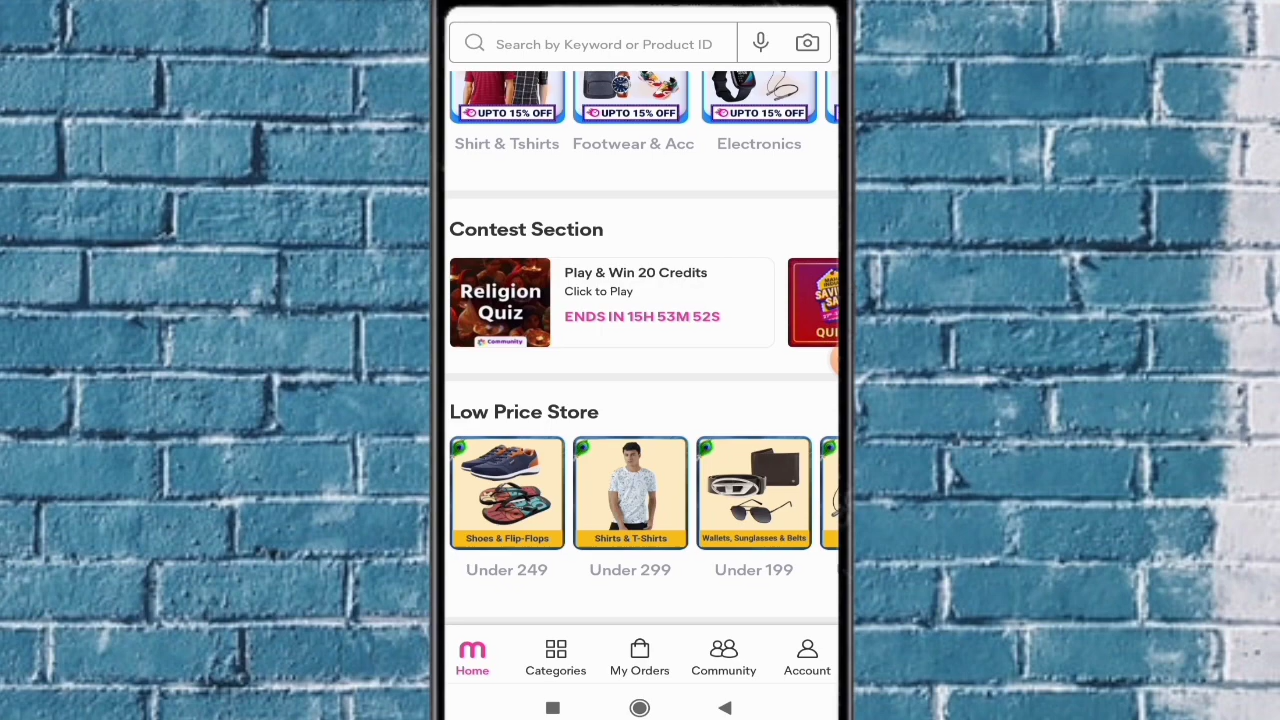 Search by Keyword or Product ID
UPTO 15% OFF
UPTO 15% OFF
UPTO 15% OFF
Shirt & Tshirts
Footwear & Acc
Electronics
Contest Section
Religion
Quiz
Community
Play & Win 20 Credits
Click to Play
ENDS IN 15H 53M 52S
QUI
Low Price Store
Shoes & Flip-Flops
Shirts & T-Shirts
Wallets, Sunglasses & Belts
Under 249
Under 299
Under 199
m
Home
Categories
My Orders
Community
Account